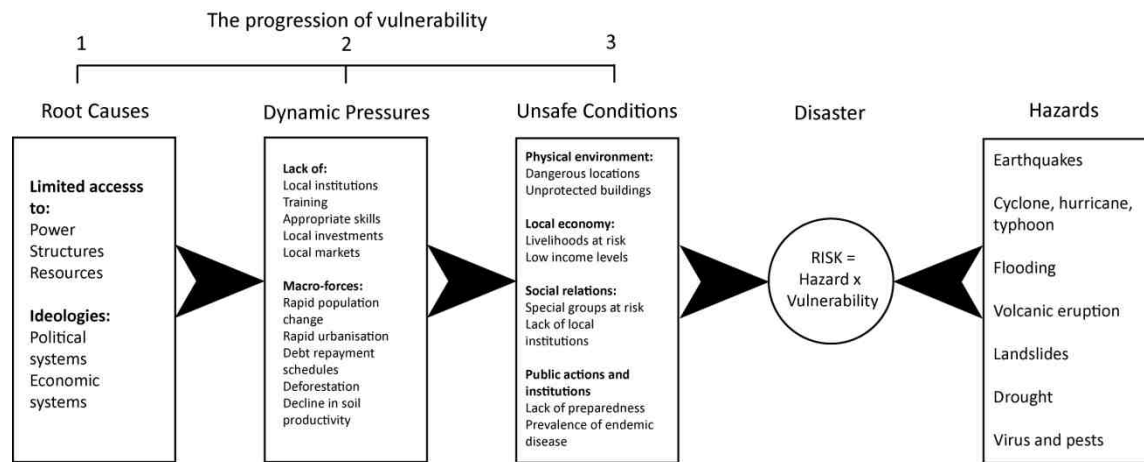 The progression of vulnerability
1
2
3
Root Causes
Limited accesss
to:
Power
Structures
Resources
Ideologies:
Political
systems
Economic
systems
Dynamic Pressures
Lack of:
Local institutions
Training
Appropriate skills
Local investments
Local markets
Macro-forces:
Rapid population
change
Rapid urbanisation
Debt repayment
schedules
Deforestation
Decline in soil
productivity
Unsafe Conditions
Physical environment:
Dangerous locations
Unprotected buildings
Local economy:
Livelihoods at risk
Low income levels
Social relations:
Special groups at risk
Lack of local
institutions
Public actions and
institutions
Lack of preparedness
Prevalence of endemic
disease
Disaster
RISK =
Hazard x
Vulnerability
Hazards
Earthquakes
Cyclone, hurricane,
typhoon
Flooding
Volcanic eruption
Landslides
Drought
Virus and pests